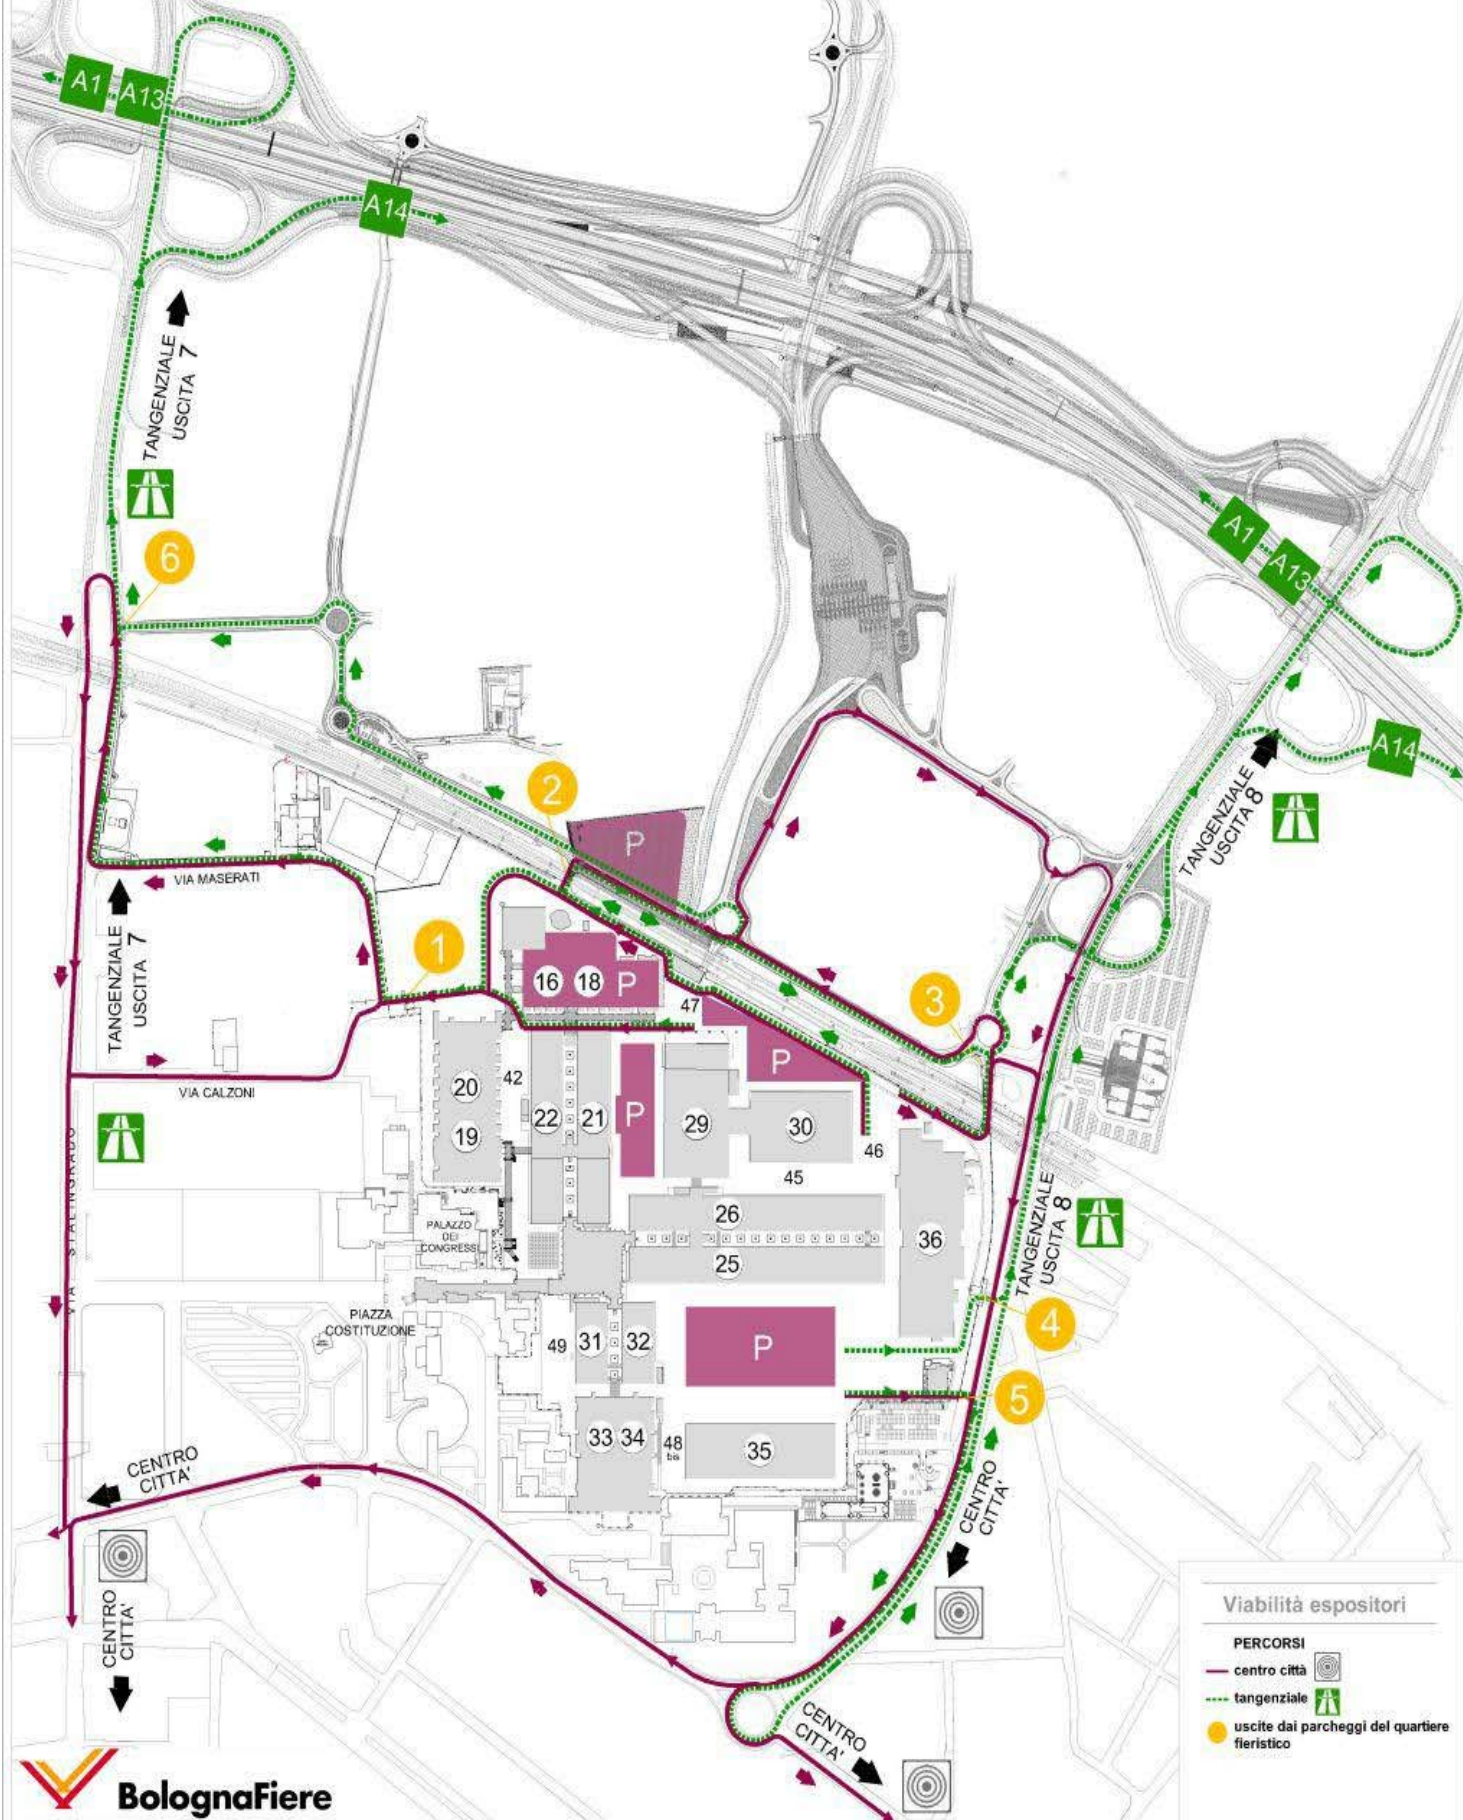 A1
A13
A14
TANGENZIALE
USCITA 7
6
A1
A13
A14
2
TANGENZIALE
USCITA 8
P
VIA MASERATI
1
TANGENZIALE
USCITA 7
16
18
P
47
3
P
VIA CALZONI
20
42
22
21
P
29
30
19
46
45
PALAZZO
DEI
CONGRESSI
26
36
25
TANGENZIALE
USCITA 8
VIA STALINGRADO
PIAZZA
COSTITUZIONE
49
31
32
P
4
5
33
34
48
bis
35
CENTRO
CITTA'
CENTRO
CITTA'
CENTRO
CITTA'
CENTRO
CITTA'
Viabilità espositori
PERCORSI
centro città
tangenziale
uscite dai parcheggi del quartiere
fieristico
BolognaFiere